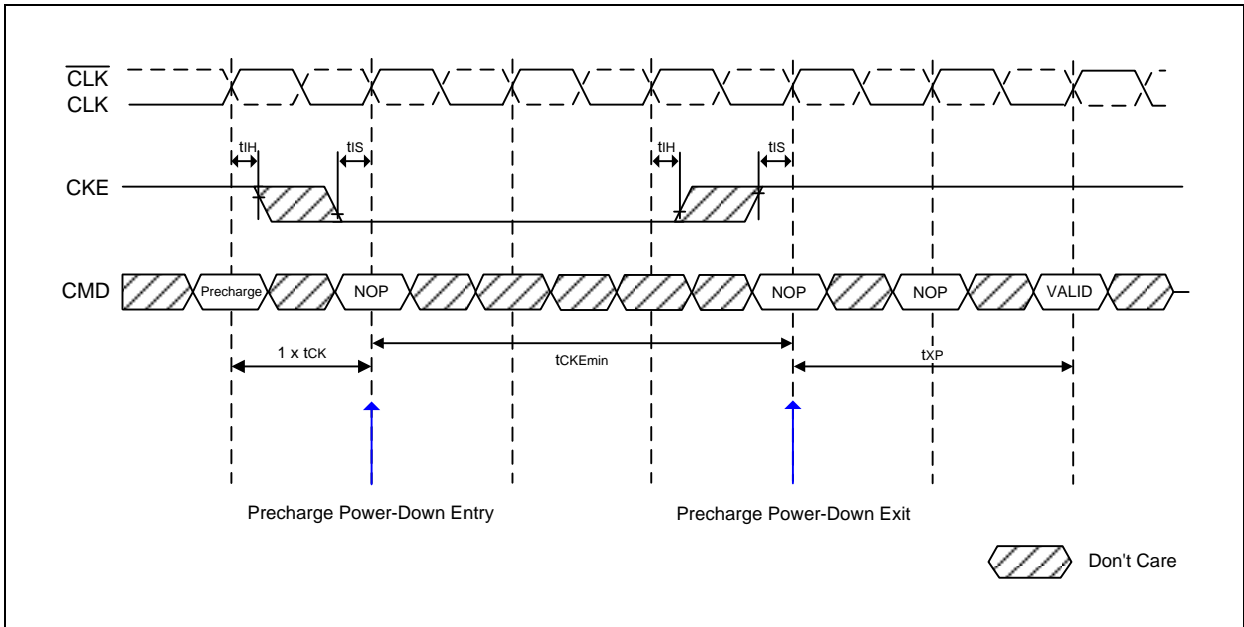 CLK
CLK
tIH
tIS
tIH
tIS
CKE
CMD
Precharge
NOP
NOP
NOP
VALID
1 x tCK
tCKEmin
tXP
Precharge Power-Down Entry
Precharge Power-Down Exit
Don't Care